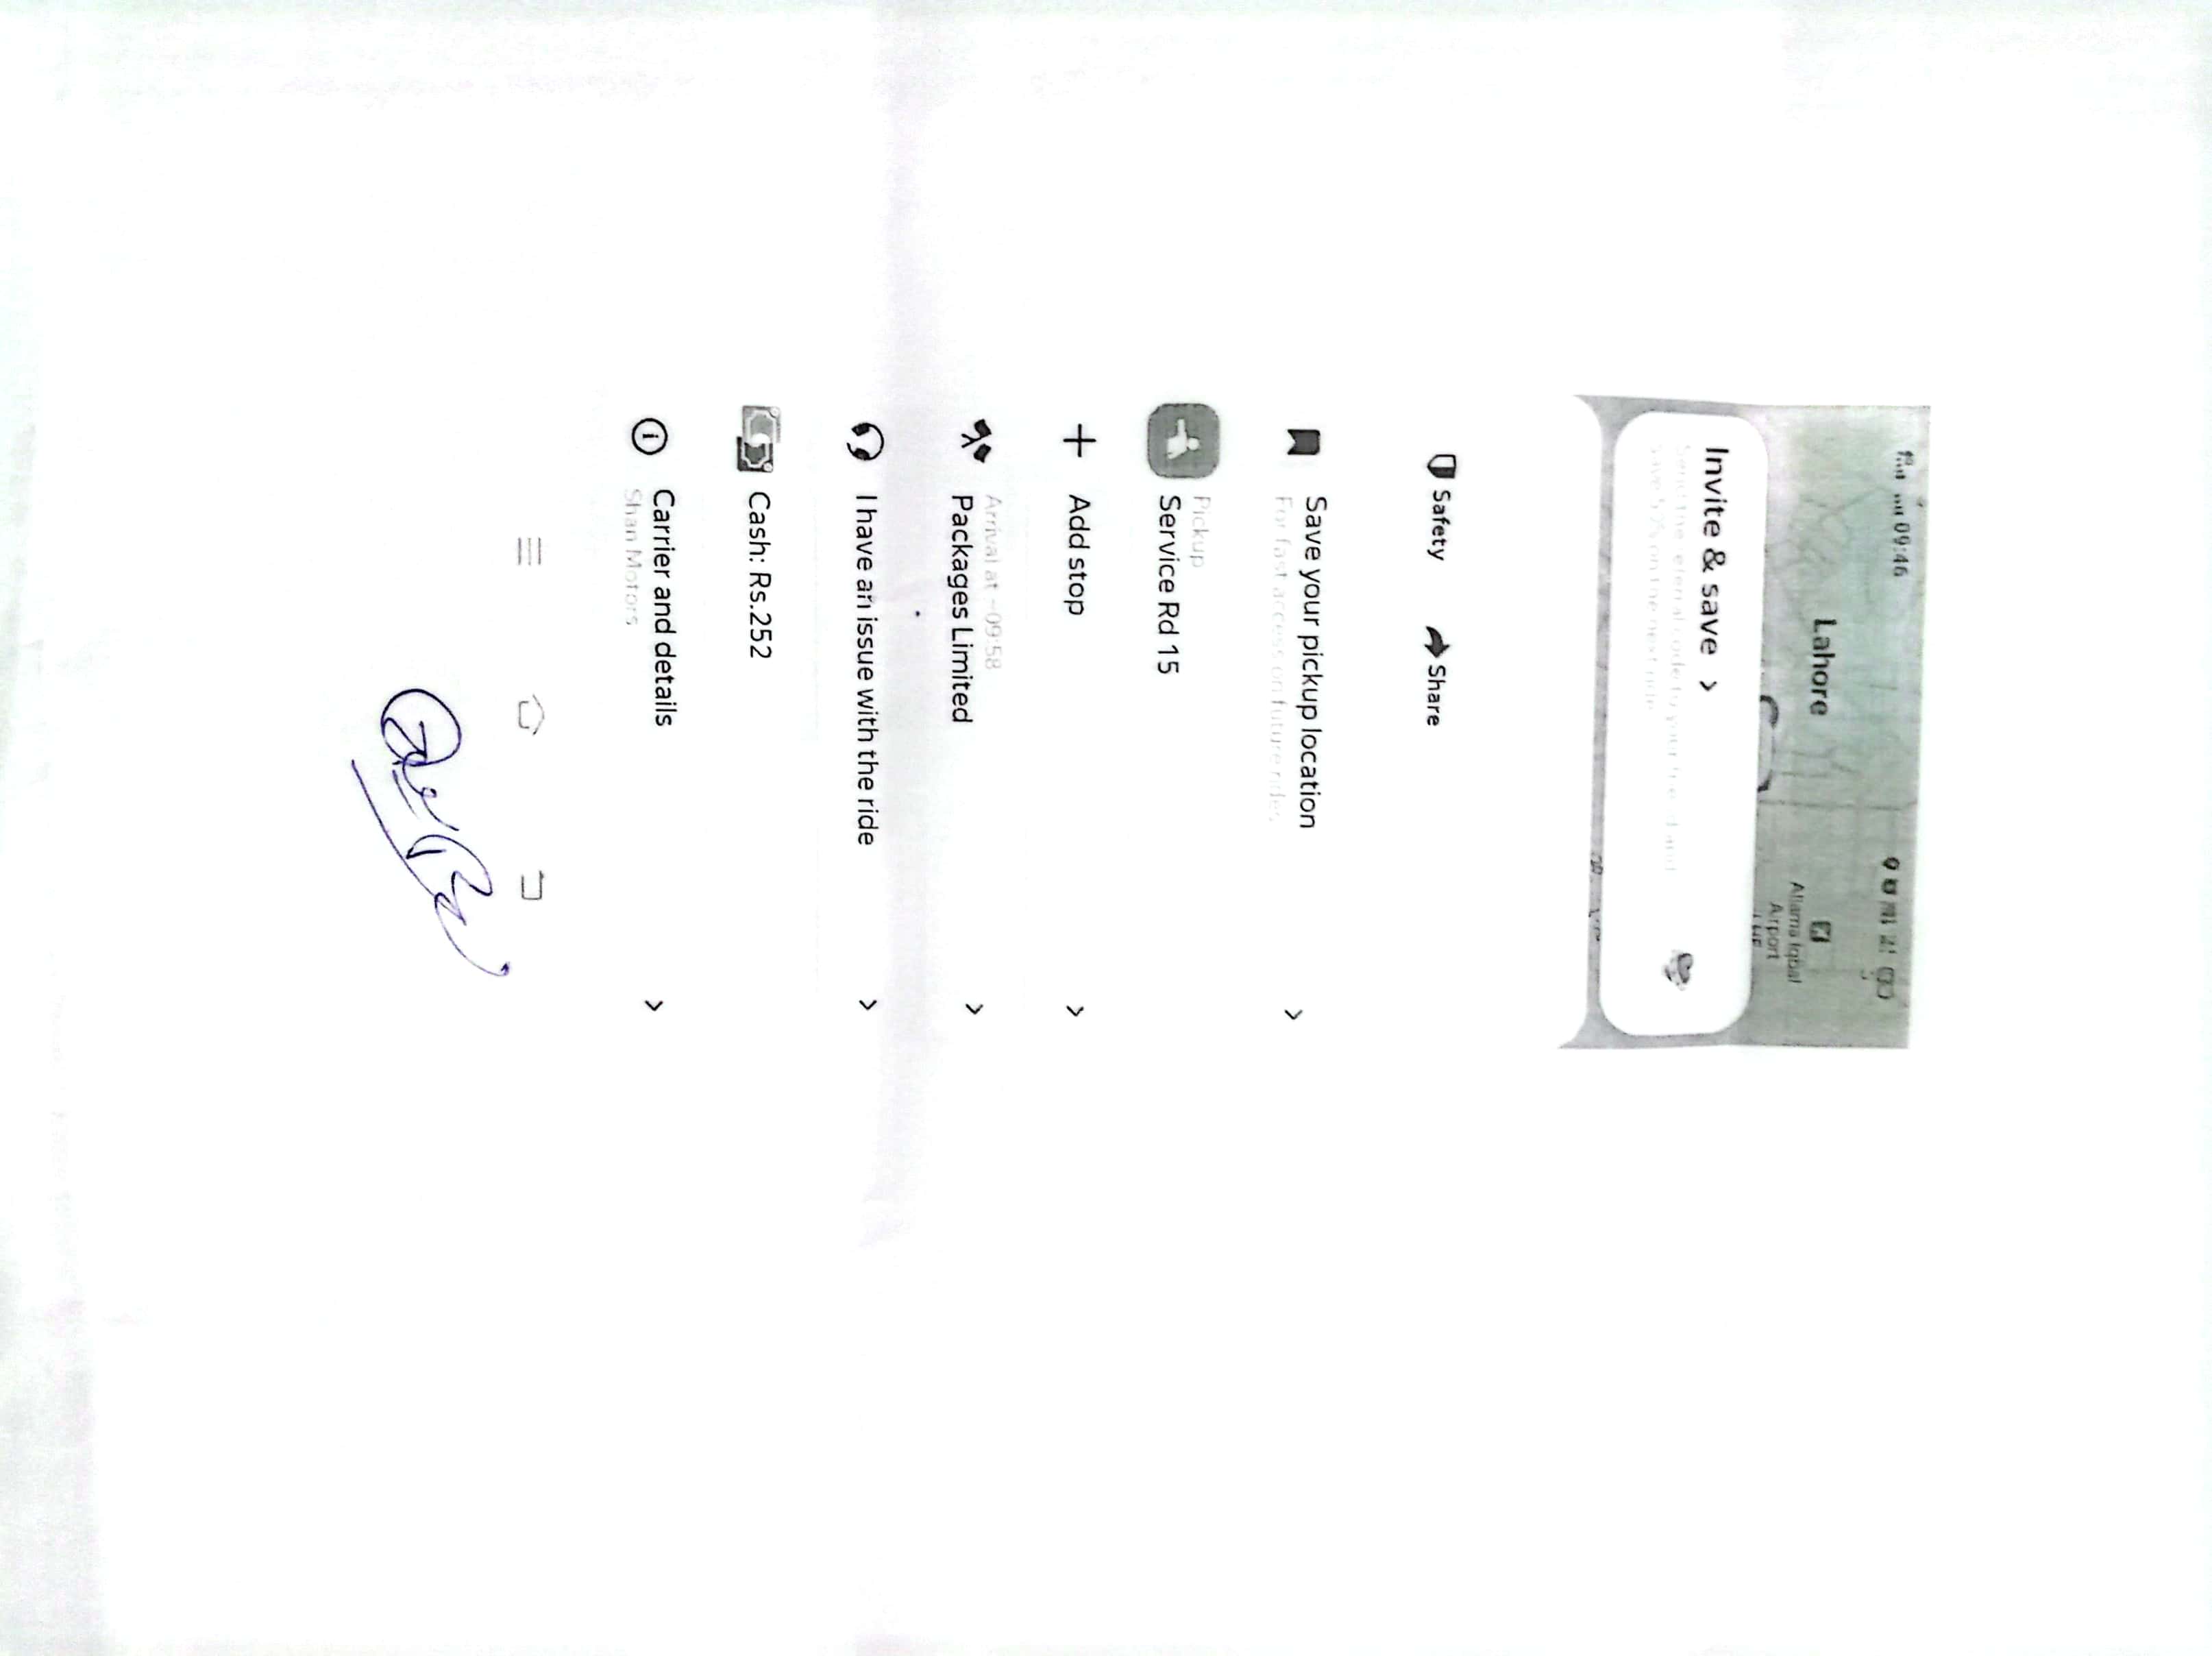 09:46
Lahore
Allama Iqbal
Airport
Invite & save
Safety
Share
Save your pickup location
For fast access on future rides
Pickup
Service Rd 15
Add stop
Arrival at ~09:58
Packages Limited
I have an issue with the ride
Cash: Rs.252
Carrier and details
Shan Motors